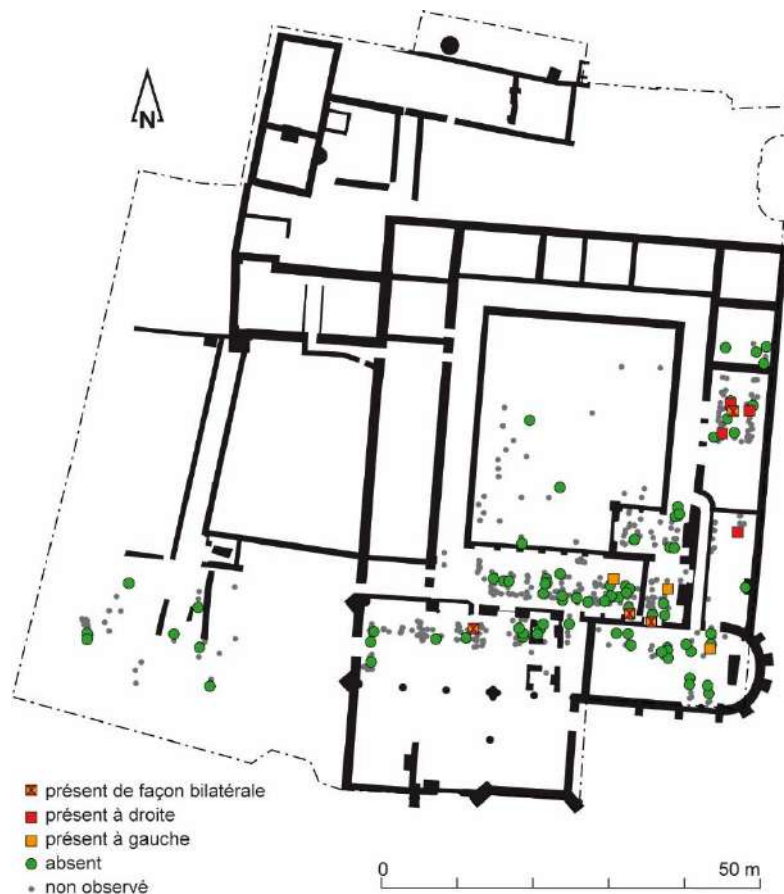 N
présent de façon bilatérale
présent à droite
présent à gauche
absent
non observé
0 50 m